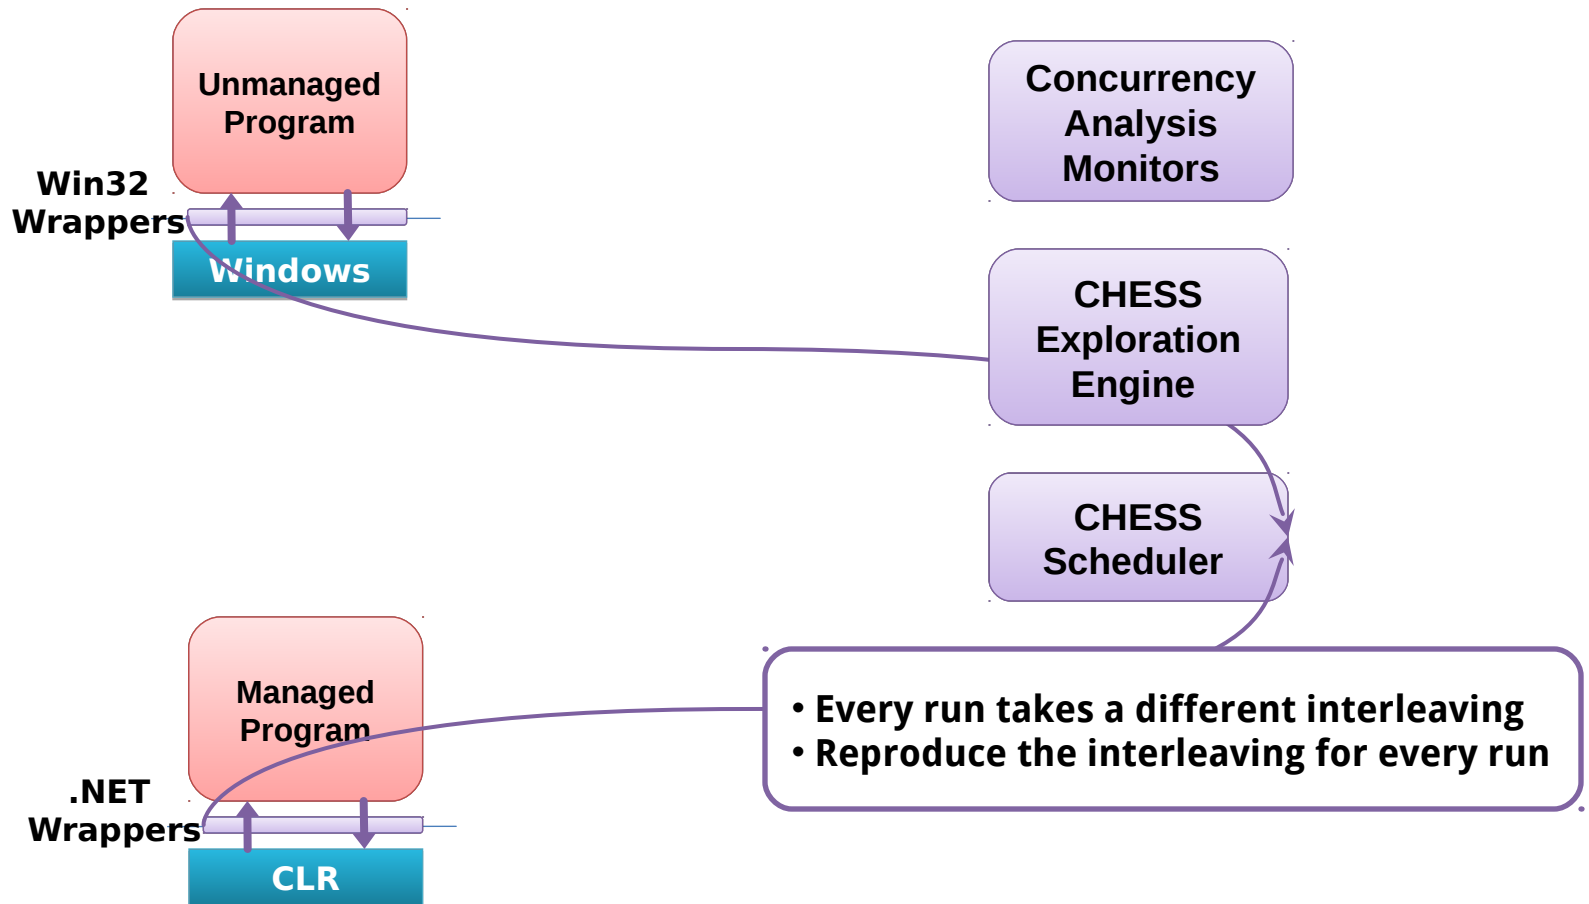 Unmanaged
Program
Win32
Wrappers
Windows
Concurrency
Analysis
Monitors
CHESS
Exploration
Engine
CHESS
Scheduler
Managed
Program
.NET
Wrappers
CLR
• Every run takes a different interleaving
• Reproduce the interleaving for every run